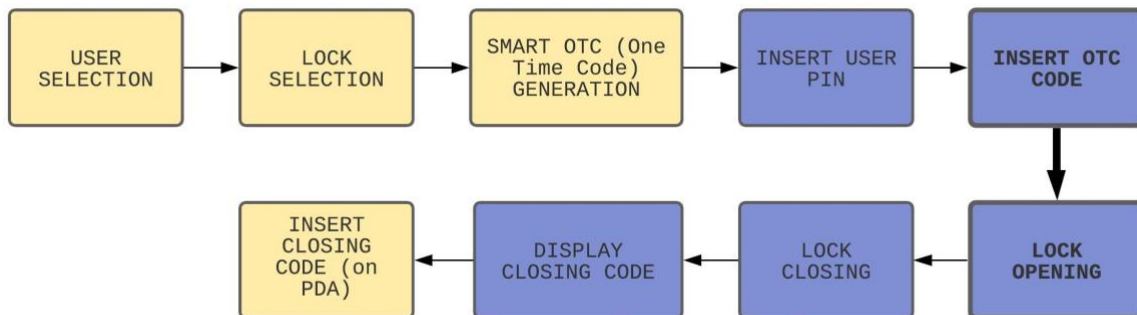 USER
SELECTION
LOCK
SELECTION
SMART OTC (One
Time Code)
GENERATION
INSERT USER
PIN
INSERT OTC
CODE
INSERT
CLOSING
CODE (on
PDA)
DISPLAY
CLOSING CODE
LOCK
CLOSING
LOCK
OPENING